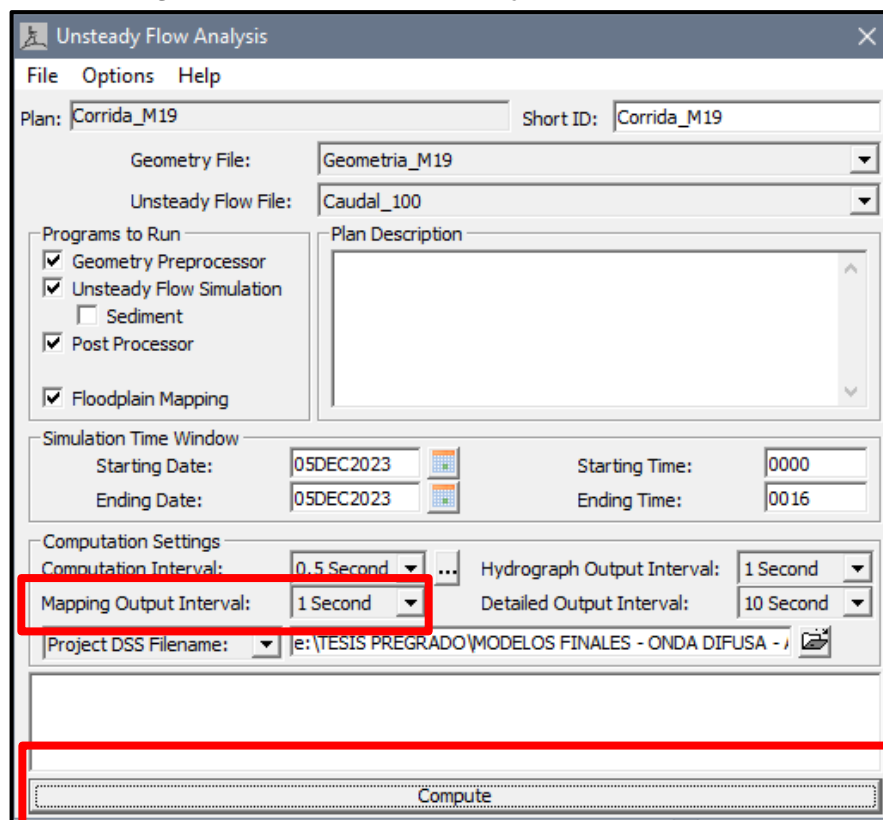 Unsteady Flow Analysis
File Options Help
Plan: Corrida_M19 Short ID: Corrida_M19
Geometry File: Geometria_M19
Unsteady Flow File: Caudal_100
Programs to Run Plan Description
Geometry Preprocessor
Unsteady Flow Simulation
Sediment
Post Processor
Floodplain Mapping
Simulation Time Window
Starting Date: 05DEC2023 Starting Time: 0000
Ending Date: 05DEC2023 Ending Time: 0016
Computation Settings
Computation Interval: 0.5 Second ... Hydrograph Output Interval: 1 Second
Mapping Output Interval: 1 Second Detailed Output Interval: 10 Second
Project DSS Filename: e:\TESIS PREGRADO\MODELOS FINALES - ONDA DIFUSA -
Compute